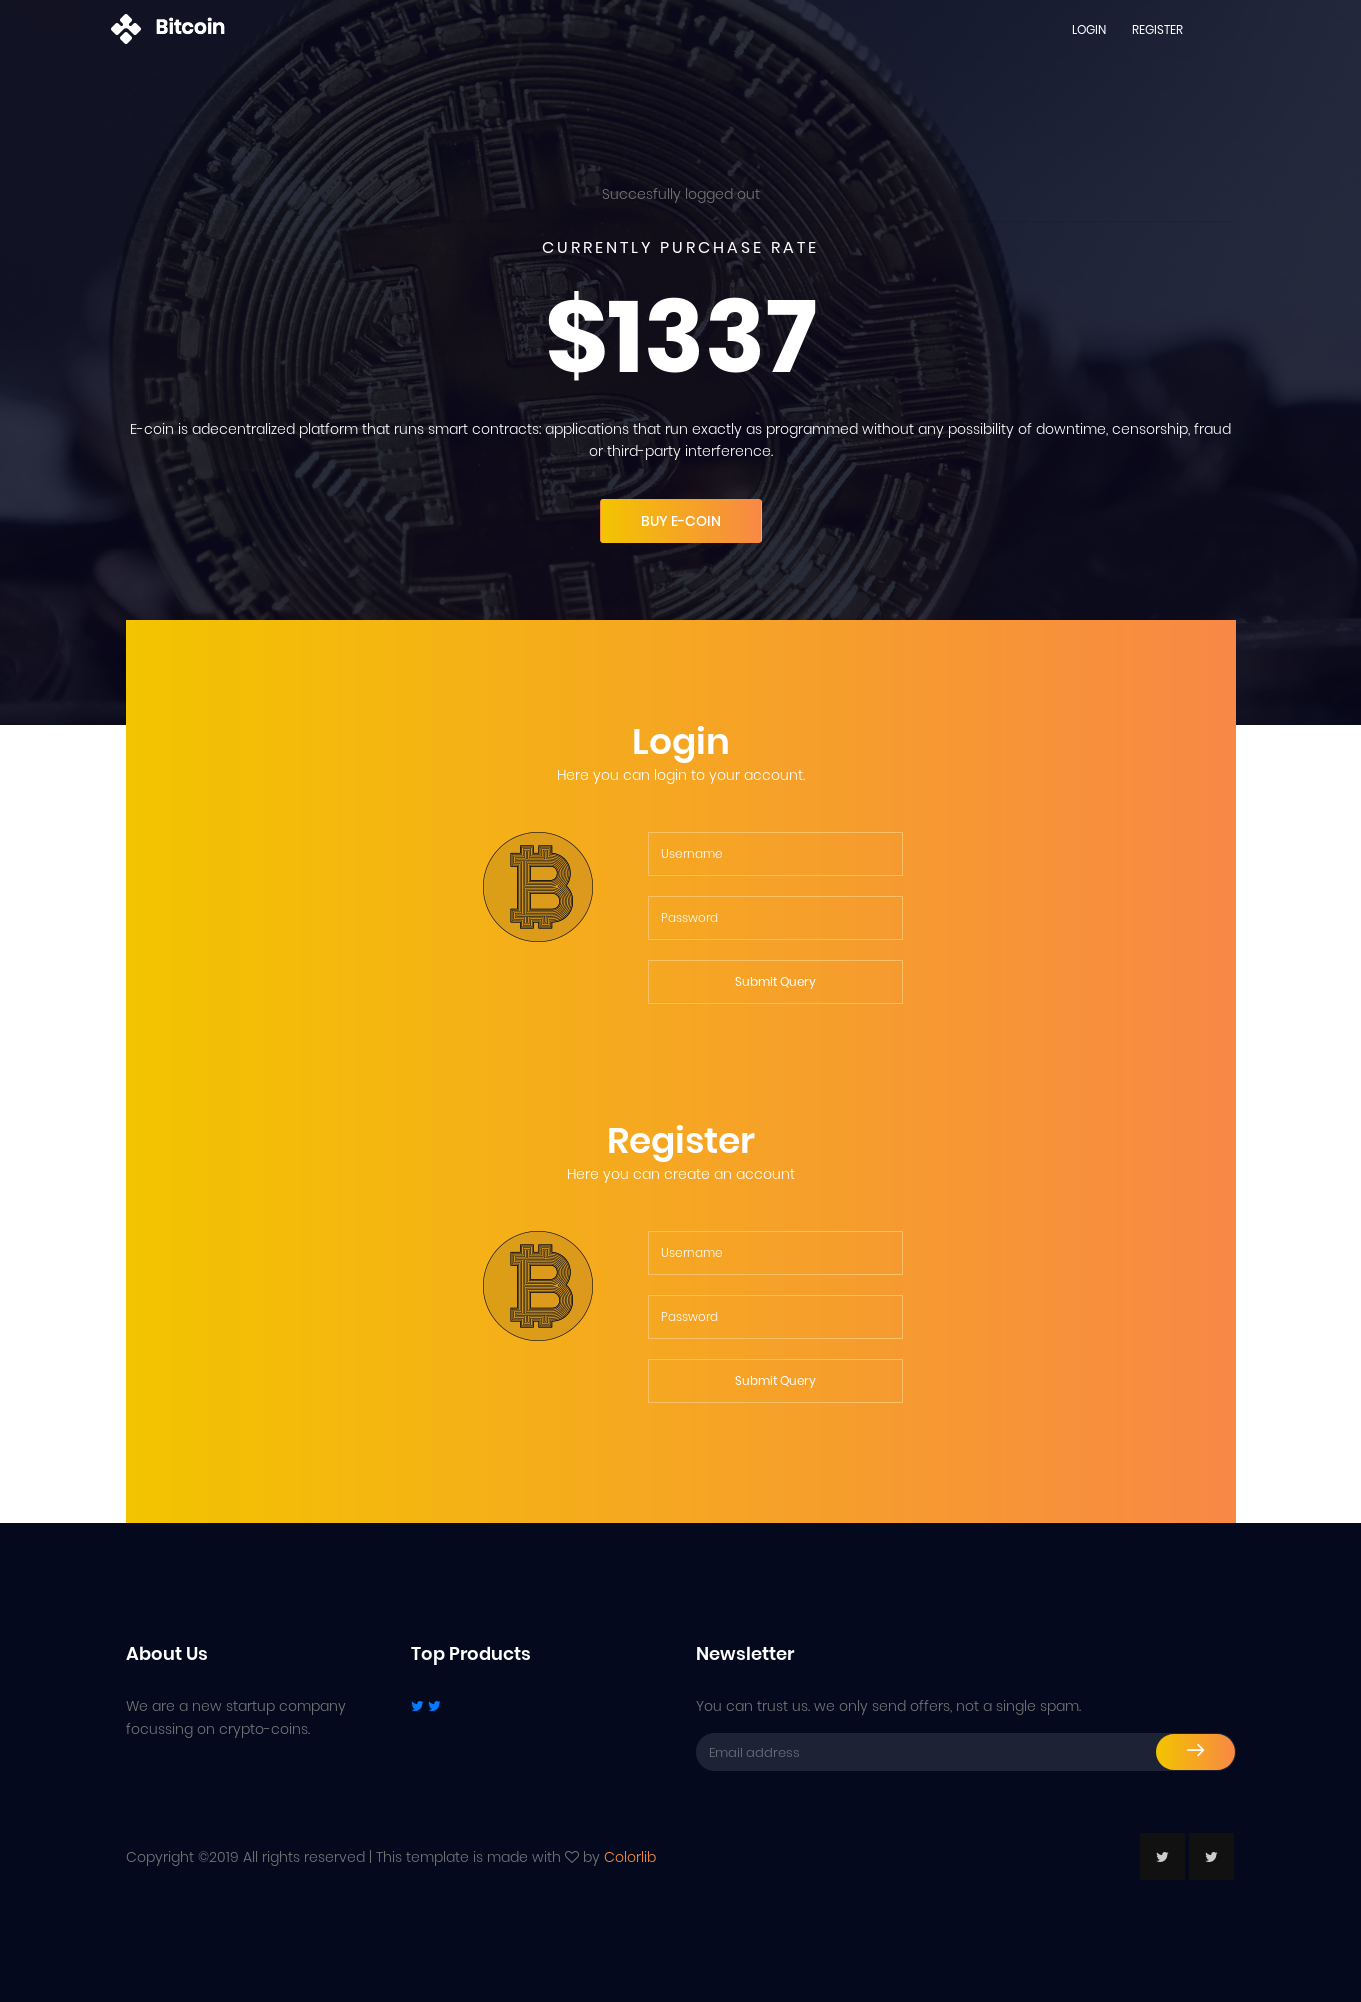 Bitcoin
LOGIN REGISTER
Succesfully logged out
CURRENTLY PURCHASE RATE
$1337
E-coin is adecentralized platform that runs smart contracts: applications that run exactly as programmed without any possibility of downtime, censorship, fraud
or third-party interference.
BUY E-COIN
Login
Here you can login to your account.
Username
Password
Submit Query
Register
Here you can create an account
Username
Password
Submit Query
About Us
We are a new startup company
focussing on crypto-coins.
Top Products
Newsletter
You can trust us. we only send offers, not a single spam.
Email address
Copyright ©2019 All rights reserved | This template is made with ♡ by Colorlib